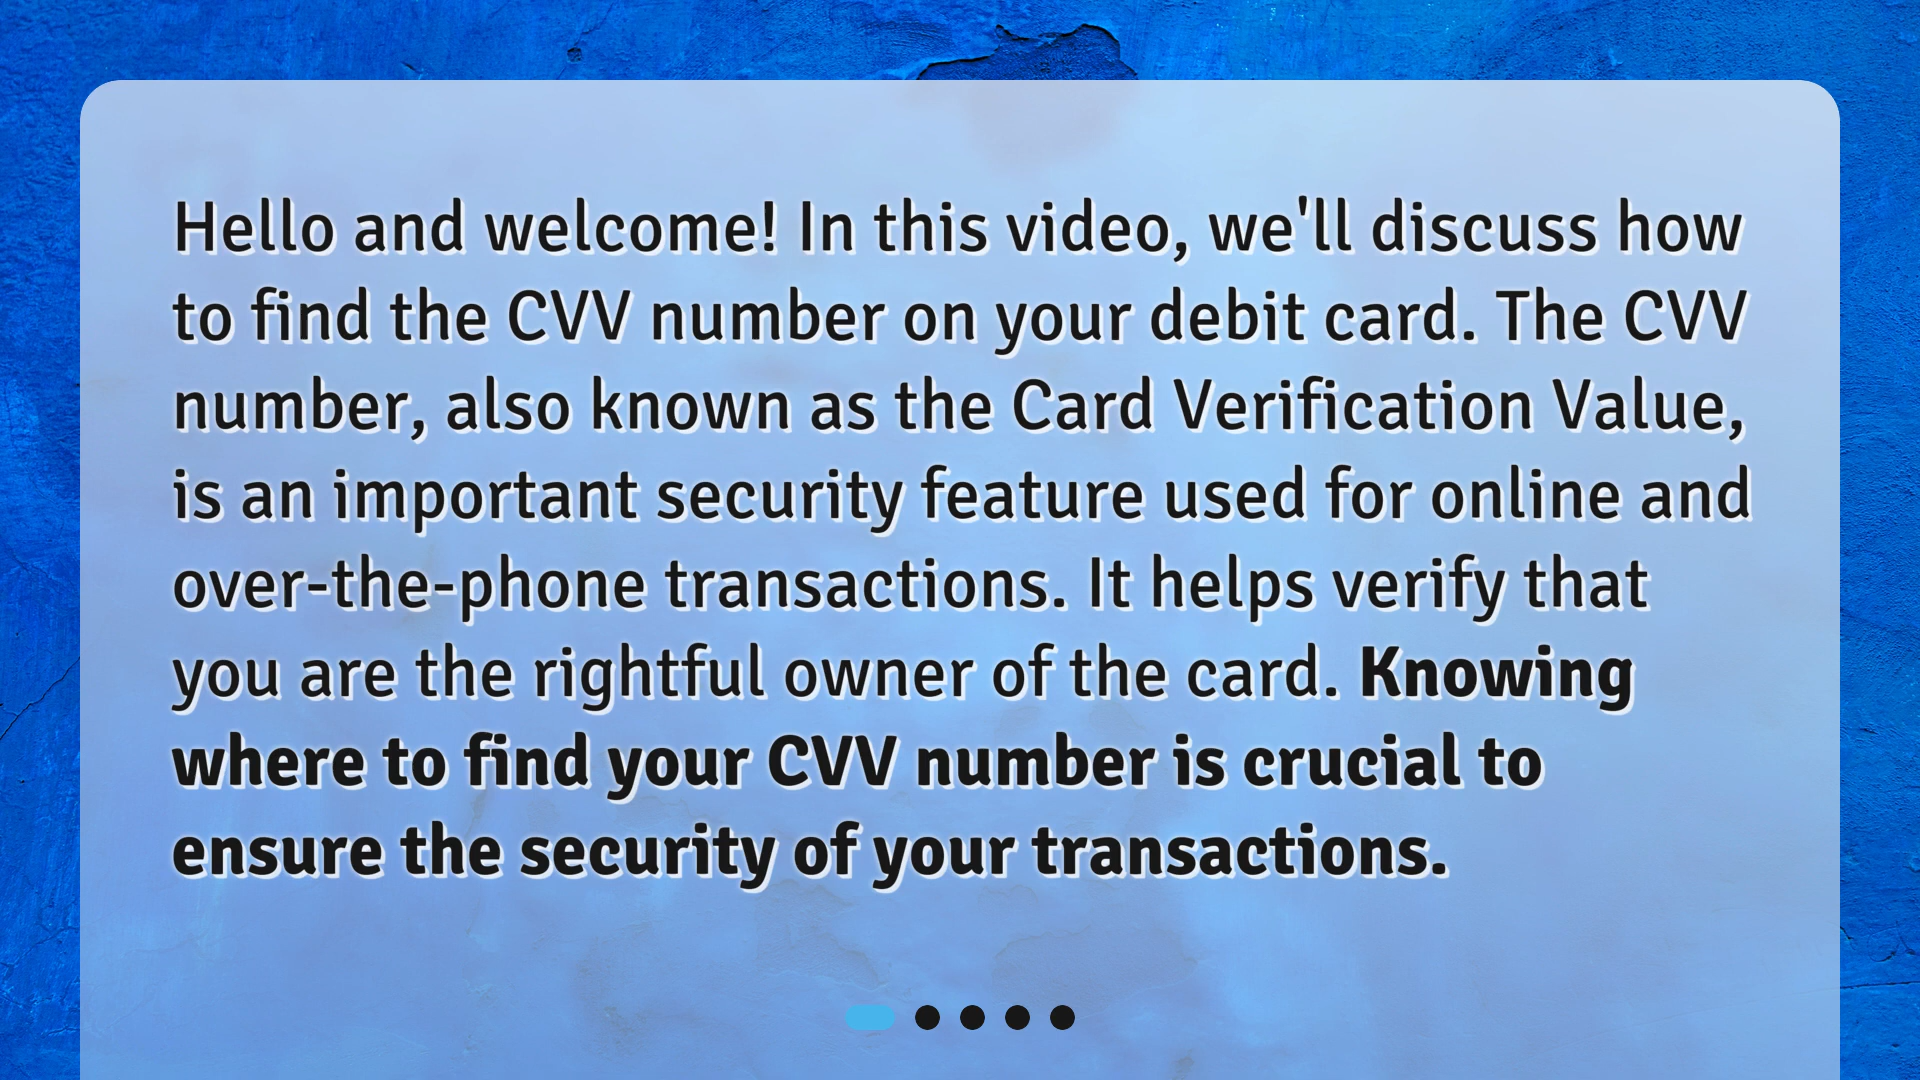 Hello and welcome! In this video, we'll discuss how
to find the CVV number on your debit card. The CVV
number, also known as the Card Verification Value,
is an important security feature used for online and
over-the-phone transactions. It helps verify that
you are the rightful owner of the card. Knowing
where to find your CVV number is crucial to
ensure the security of your transactions.